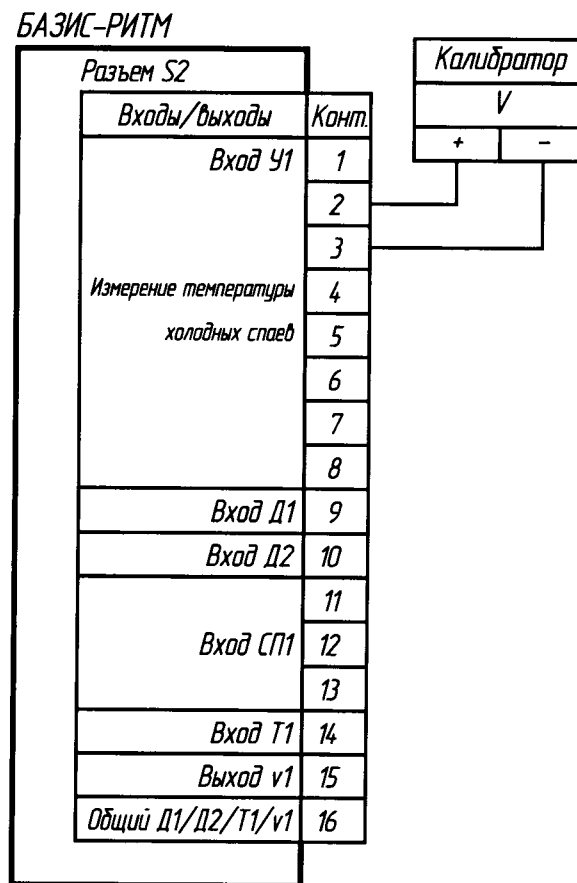 БАЗИС-РИТМ
Разъем S2
Входы/выходы Конт.
Вход У1 1
2
3
Измерение температуры 4
холодных спаев 5
6
7
8
Вход Д1 9
Вход Д2 10
11
Вход СП1 12
13
Вход Т1 14
Выход v1 15
Общий Д1/Д2/Т1/v1 16
Калибратор
V
+ -